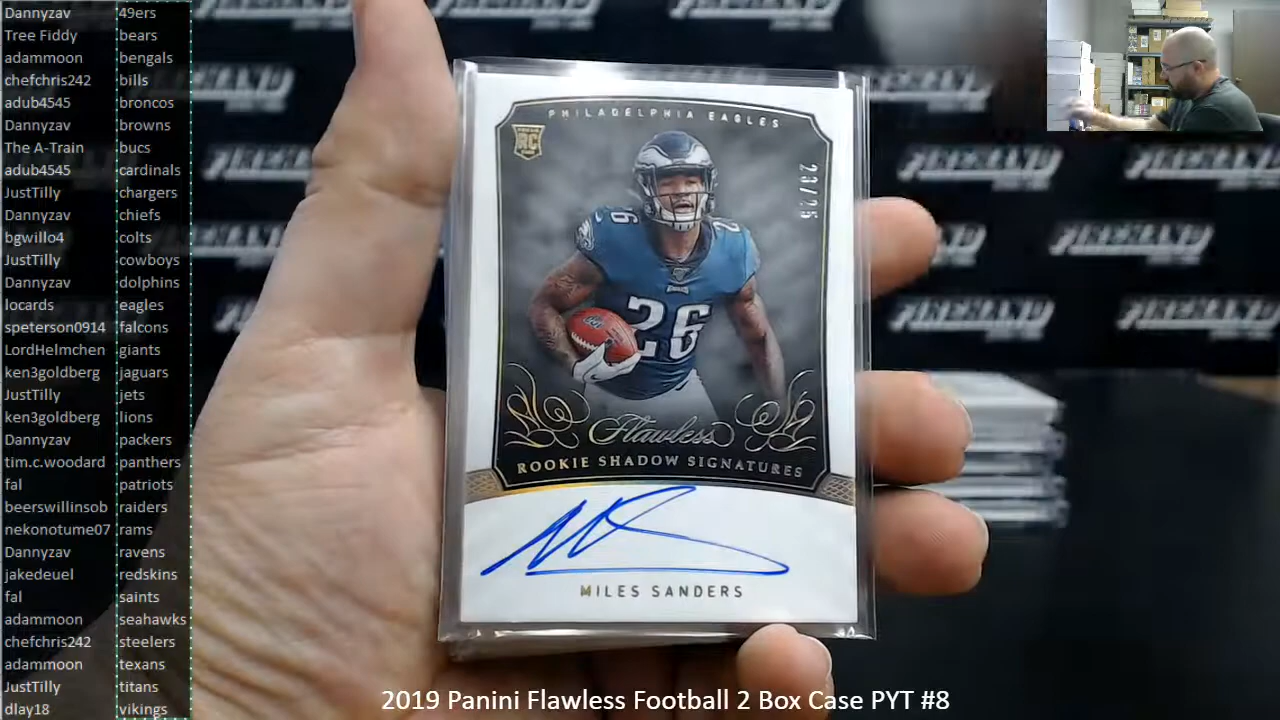 Dannyzav 49ers
Tree Fiddy bears
adammoon bengals
chefchris242 bills
adub4545 broncos
Dannyzav browns
The A-Train bucs
adub4545 cardinals
JustTilly chargers
Dannyzav chiefs
bgwillo4 colts
JustTilly cowboys
Dannyzav dolphins
locards eagles
speterson0914 falcons
LordHelmchen giants
ken3goldberg jaguars
JustTilly jets
ken3goldberg lions
Dannyzav packers
tim.c.woodard panthers
fal patriots
beerswillinsob raiders
nekonotume07 rams
Dannyzav ravens
jakedeuel redskins
fal saints
adammoon seahawks
chefchris242 steelers
adammoon texans
JustTilly titans
dlay18 vikings
PHILADELPHIA EAGLES
RC
23/25
26
26
26
Flawless
ROOKIE SHADOW SIGNATURES
MILES SANDERS
2019 Panini Flawless Football 2 Box Case PYT #8